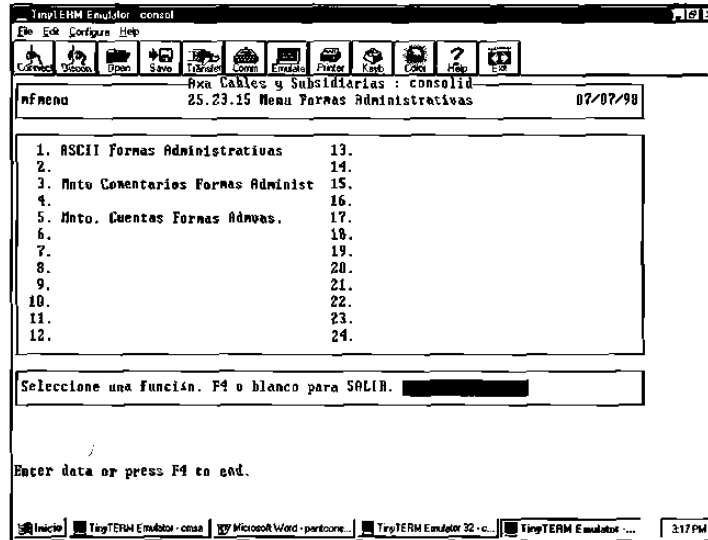 TinyTERM Emulator consol
File Edit Configure Help
Connect Discon Open Save Transfer Comm Emulate Printer Keyb Color Help Exit
Axa Cables y Subsidiarias : consolid
mfmenu 25.23.15 Menu Formas Administrativas 07/07/98
1. ASCII Formas Administrativas 13.
2. 14.
3. Mnto Comentarios Formas Administ 15.
4. 16.
5. Mnto. Cuentas Formas Admvas. 17.
6. 18.
7. 19.
8. 20.
9. 21.
10. 22.
11. 23.
12. 24.
Seleccione una función. F4 o blanco para SALIR.
Enter data or press F4 to end.
Inicio TinyTERM Emulator - cmsa Microsoft Word - pantcons... TinyTERM Emulator 32 - c... TinyTERM Emulator - ... 3:17 PM